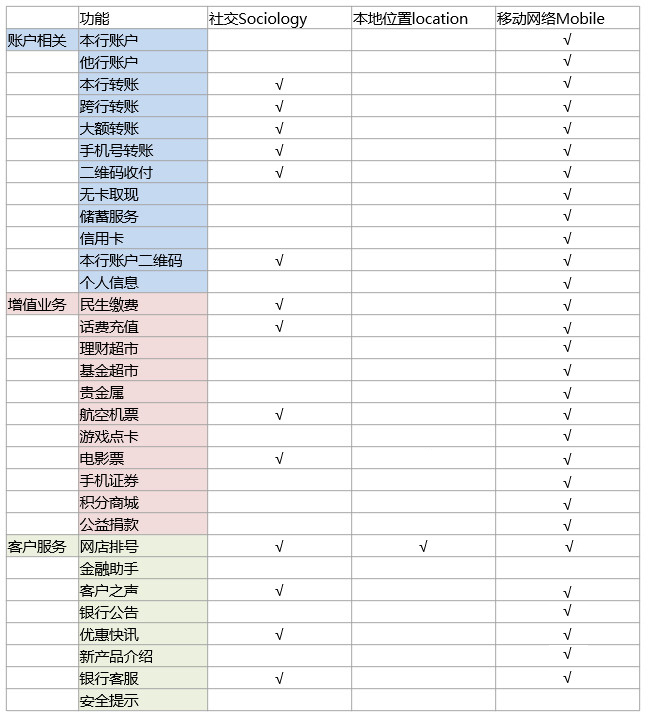 功能 社交Sociology 本地位置location 移动网络Mobile
账户相关 本行账户 √
他行账户 √
本行转账 √ √
跨行转账 √ √
大额转账 √ √
手机号转账 √ √
二维码收付 √ √
无卡取现 √
储蓄服务 √
信用卡 √
本行账户二维码 √ √
个人信息 √
增值业务 民生缴费 √ √
话费充值 √ √
理财超市 √
基金超市 √
贵金属 √
航空机票 √ √
游戏点卡 √
电影票 √ √
手机证券 √
积分商城 √
公益捐款 √
客户服务 网店排号 √ √ √
金融助手
客户之声 √ √
银行公告 √
优惠快讯 √ √
新产品介绍 √
银行客服 √ √
安全提示